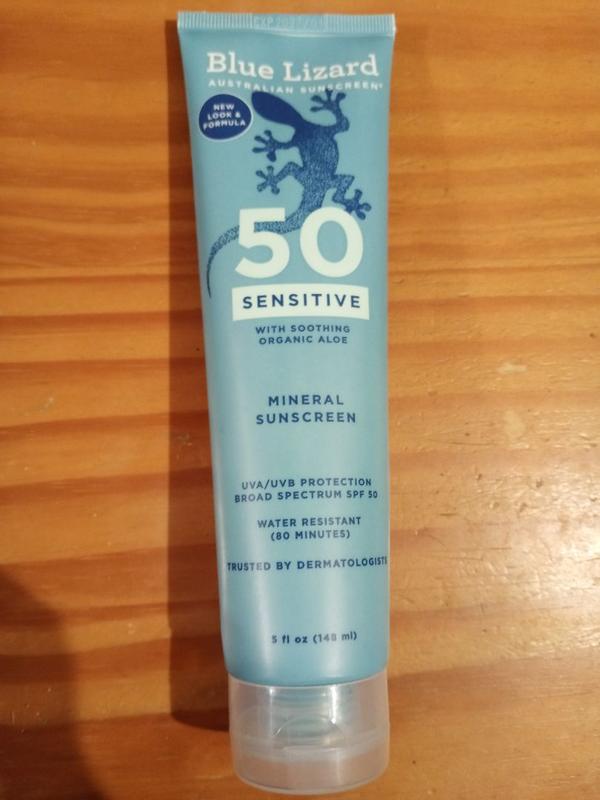 Blue Lizard
AUSTRALIAN SUNSCREEN
NEW
LOOK &
FORMULA
50
SENSITIVE
WITH SOOTHING
ORGANIC ALOE
MINERAL
SUNSCREEN
UVA/UVB PROTECTION
BROAD SPECTRUM SPF 50
WATER RESISTANT
(80 MINUTES)
TRUSTED BY DERMATOLOGISTS
5 fl oz (148 ml)